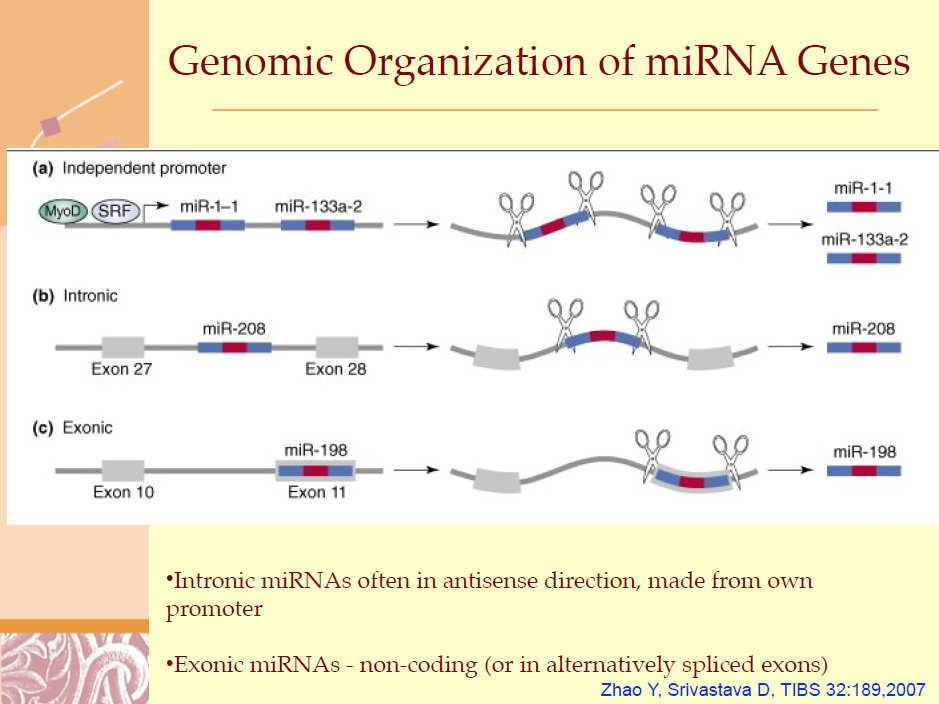 Genomic Organization of miRNA Genes
(a) Independent promoter
MyoD SRF miR-1–1 miR-133a-2
miR-1-1
miR-133a-2
(b) Intronic
miR-208
Exon 27 Exon 28
miR-208
(c) Exonic
miR-198
Exon 10 Exon 11
miR-198
•Intronic miRNAs often in antisense direction, made from own
promoter
•Exonic miRNAs - non-coding (or in alternatively spliced exons)
Zhao Y, Srivastava D, TIBS 32:189,2007